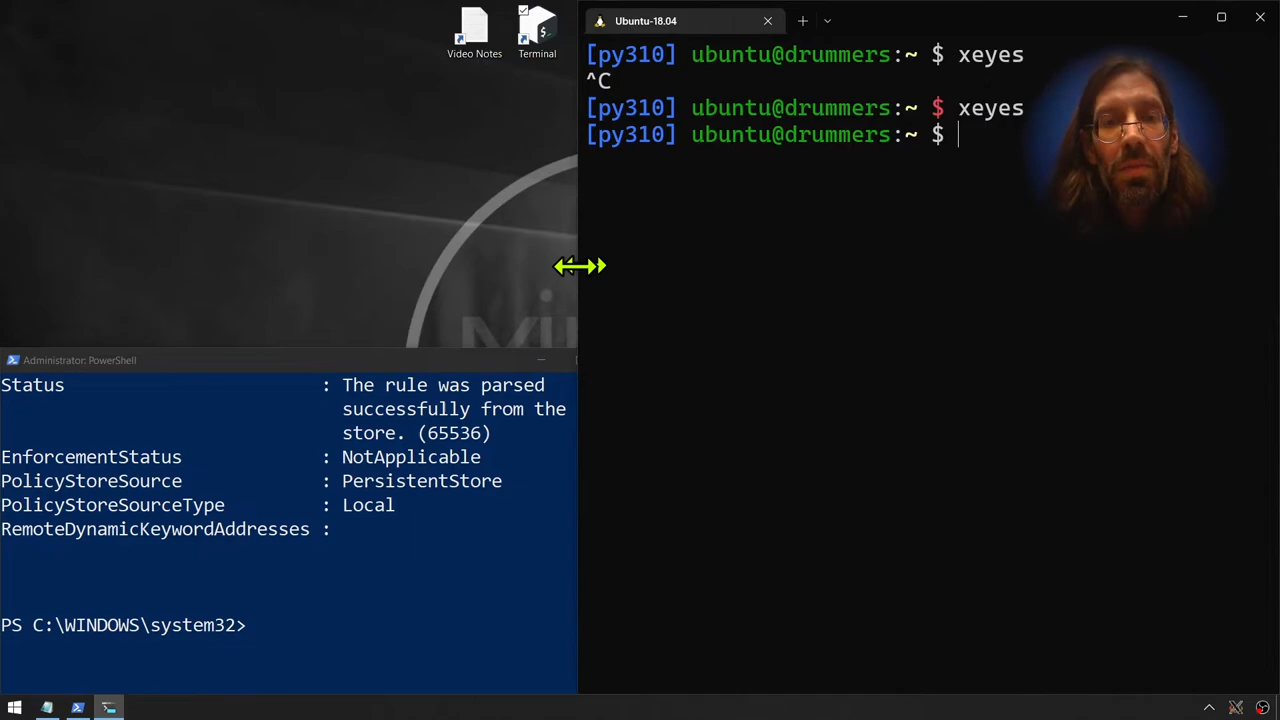 Video Notes
Terminal
Ubuntu-18.04
[py310] ubuntu@drummers:~ $ xeyes
^C
[py310] ubuntu@drummers:~ $ xeyes
[py310] ubuntu@drummers:~ $
Administrator: PowerShell
Status : The rule was parsed
successfully from the
store. (65536)
EnforcementStatus : NotApplicable
PolicyStoreSource : PersistentStore
PolicyStoreSourceType : Local
RemoteDynamicKeywordAddresses :
PS C:\WINDOWS\system32>